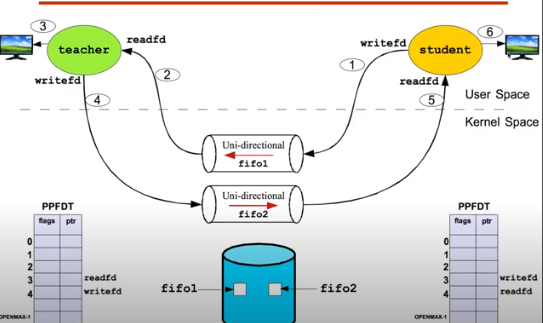 3
6
teacher
readfd
writefd
student
1
2
writefd
readfd
4
5
User Space
Kernel Space
Uni-directional
fifo1
Uni-directional
fifo2
PPFDT
flags ptr
0
1
2
3 readfd
4 writefd
OPENMAX-1
fifo1
fifo2
PPFDT
flags ptr
0
1
2
3 writefd
4 readfd
OPENMAX-1